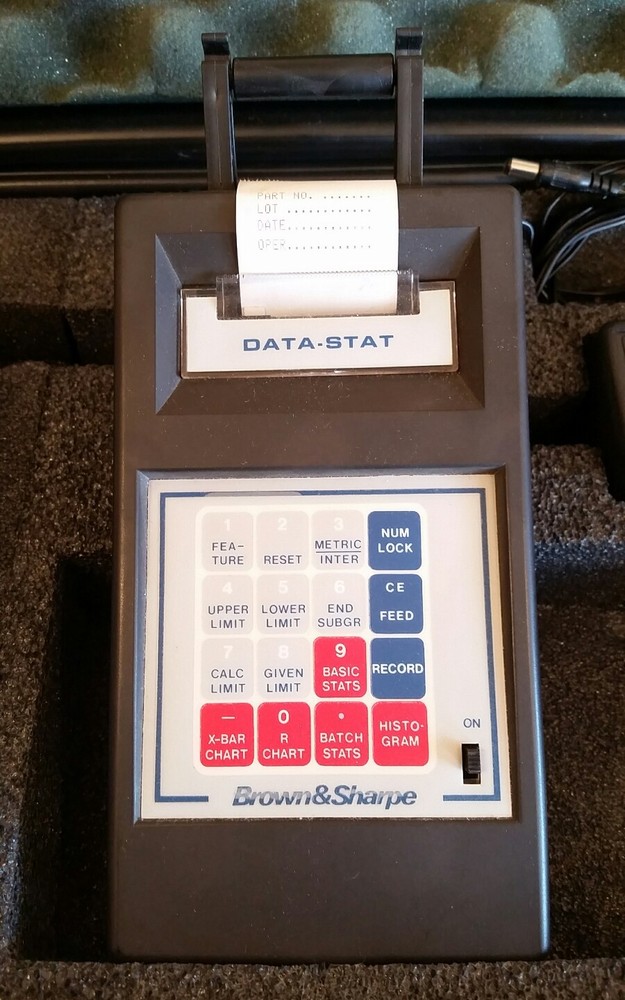 PART NO. .......
LOT ............
DATE............
OPER............
DATA-STAT
1 2 3 NUM
FEA- METRIC LOCK
TURE RESET INTER
4 5 6 CE
UPPER LOWER END FEED
LIMIT LIMIT SUBGR
7 8 9 RECORD
CALC GIVEN BASIC
LIMIT LIMIT STATS
— 0 • HISTO-
X-BAR R BATCH GRAM
CHART CHART STATS
ON
Brown&Sharpe